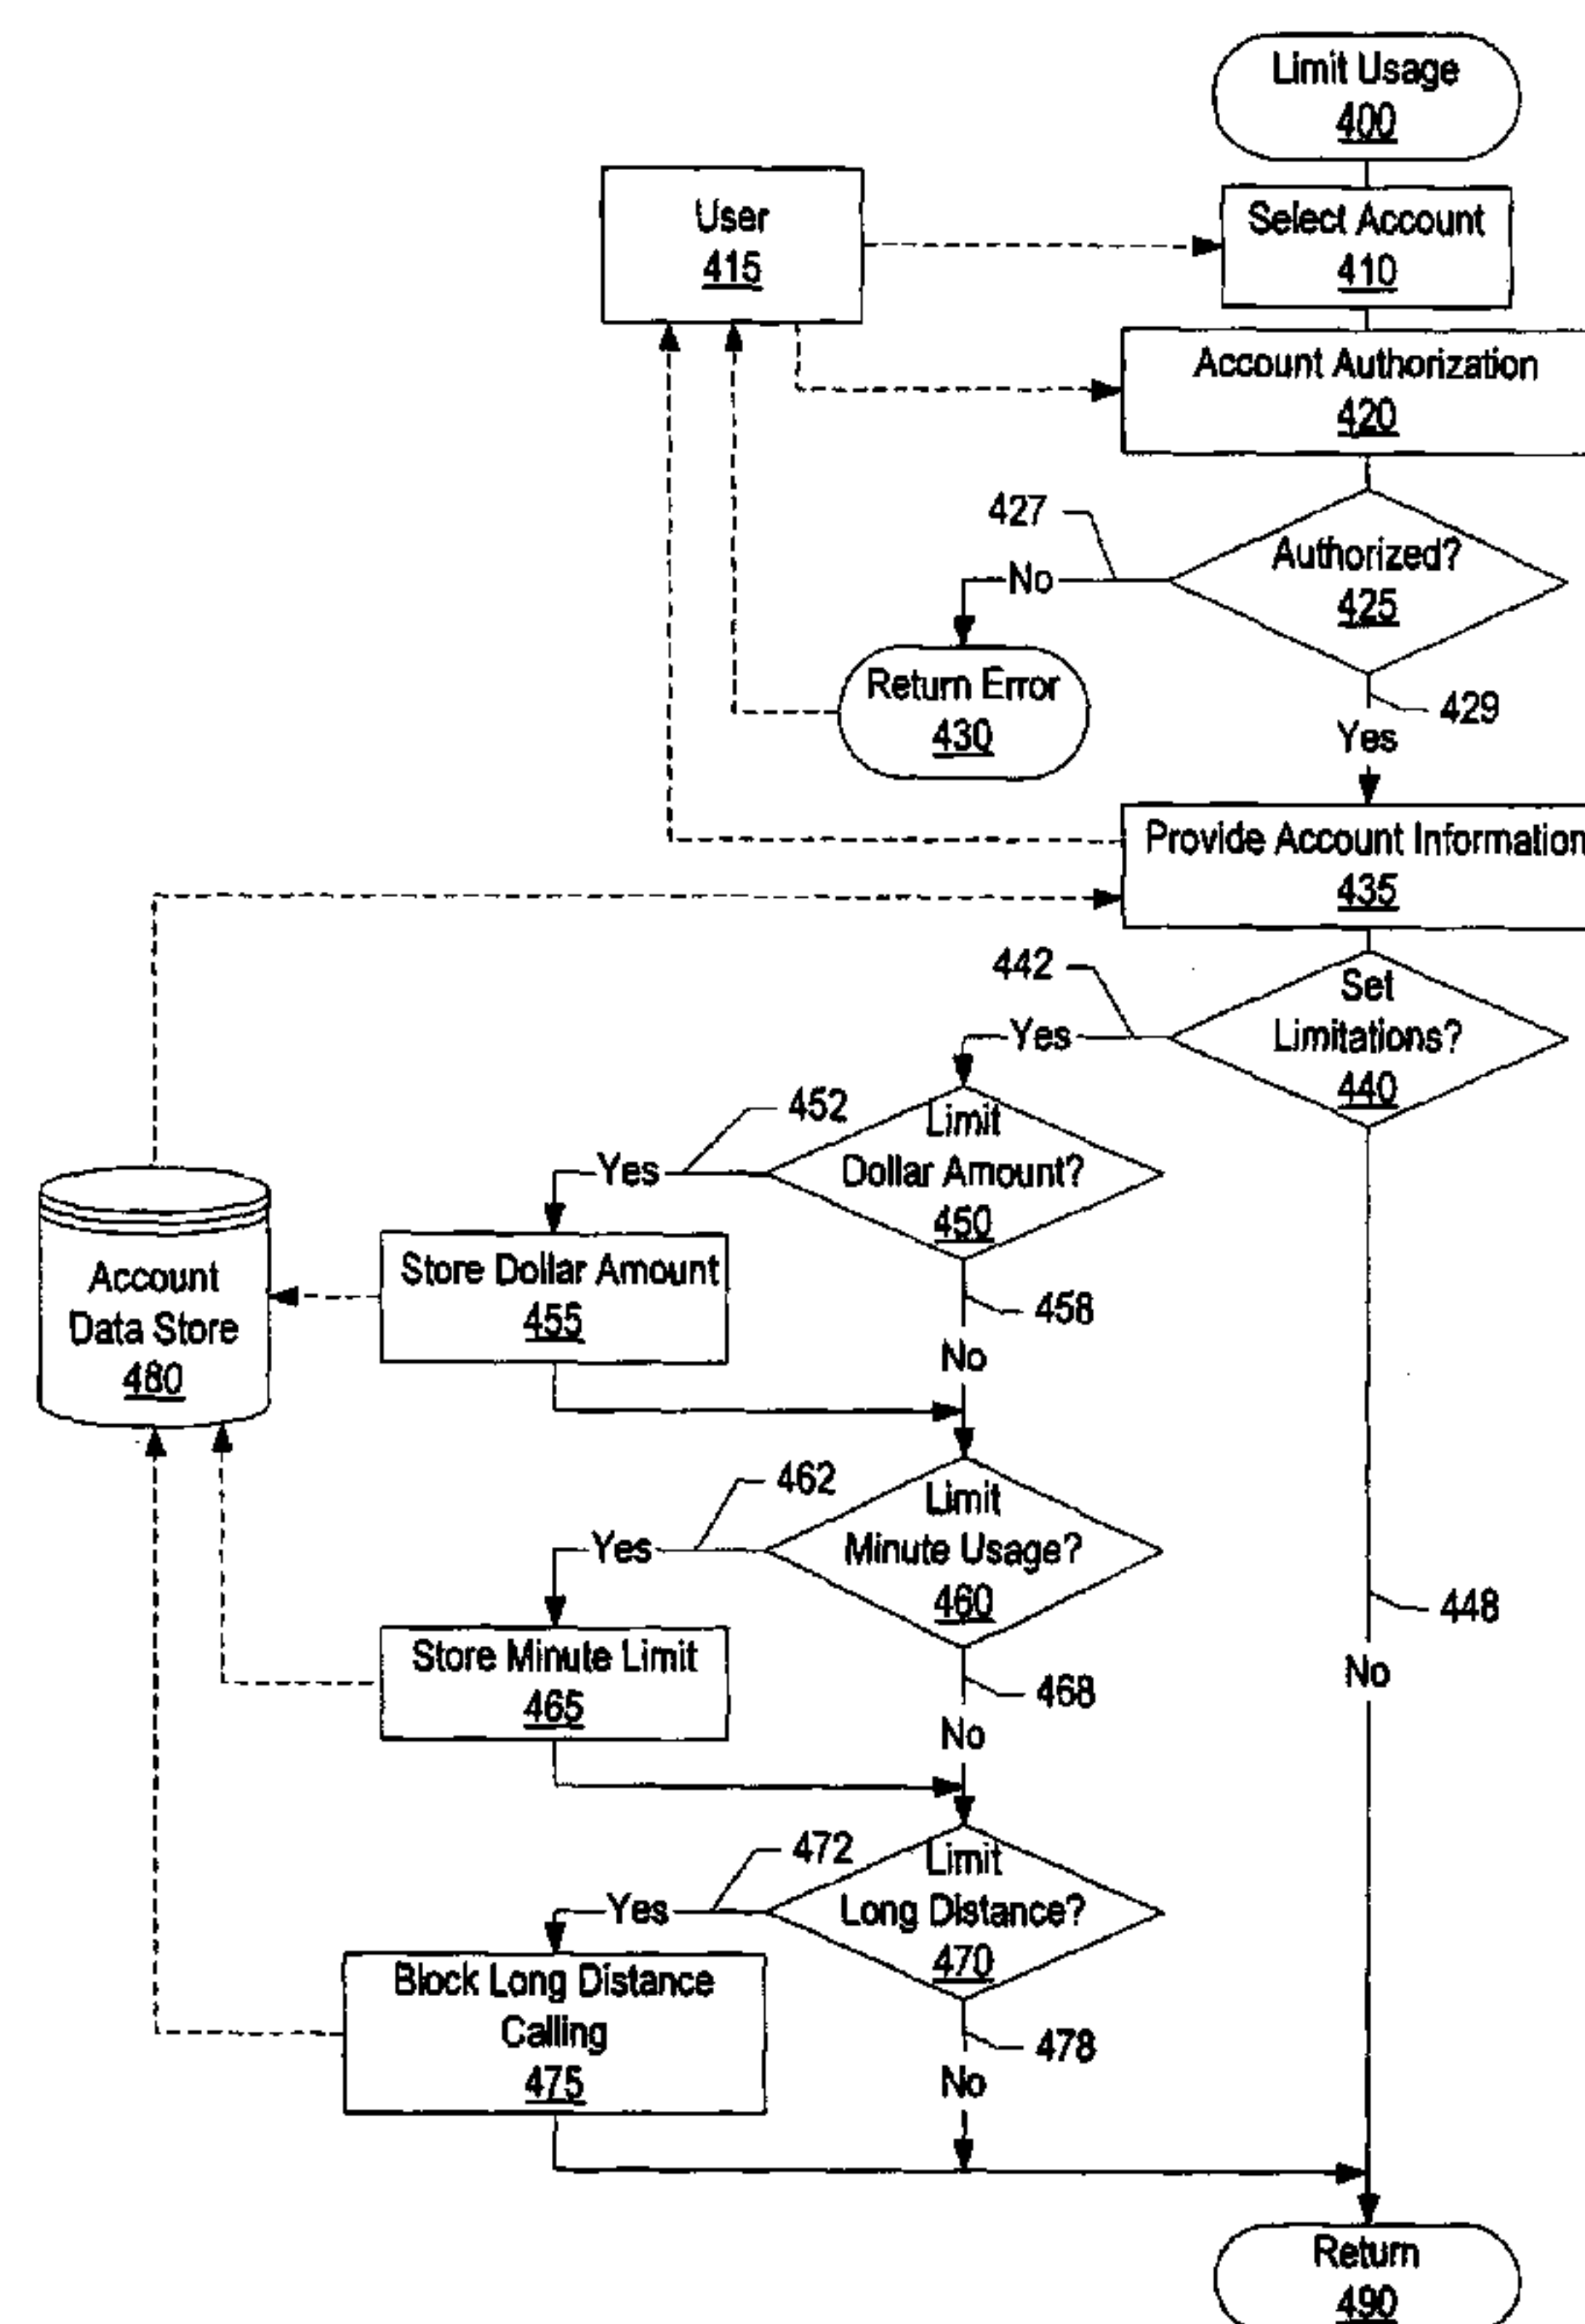 Limit Usage
400
User
415
Select Account
410
Account Authorization
420
427
Authorized?
425
No
Return Error
430
429
Yes
Provide Account Information
435
442
Set
Limitations?
440
Yes
452
Limit
Dollar Amount?
450
Yes
Account
Data Store
480
Store Dollar Amount
455
458
No
462
Limit
Minute Usage?
460
Yes
448
No
Store Minute Limit
465
468
No
472
Limit
Long Distance?
470
Yes
Block Long Distance
Calling
475
478
No
Return
490